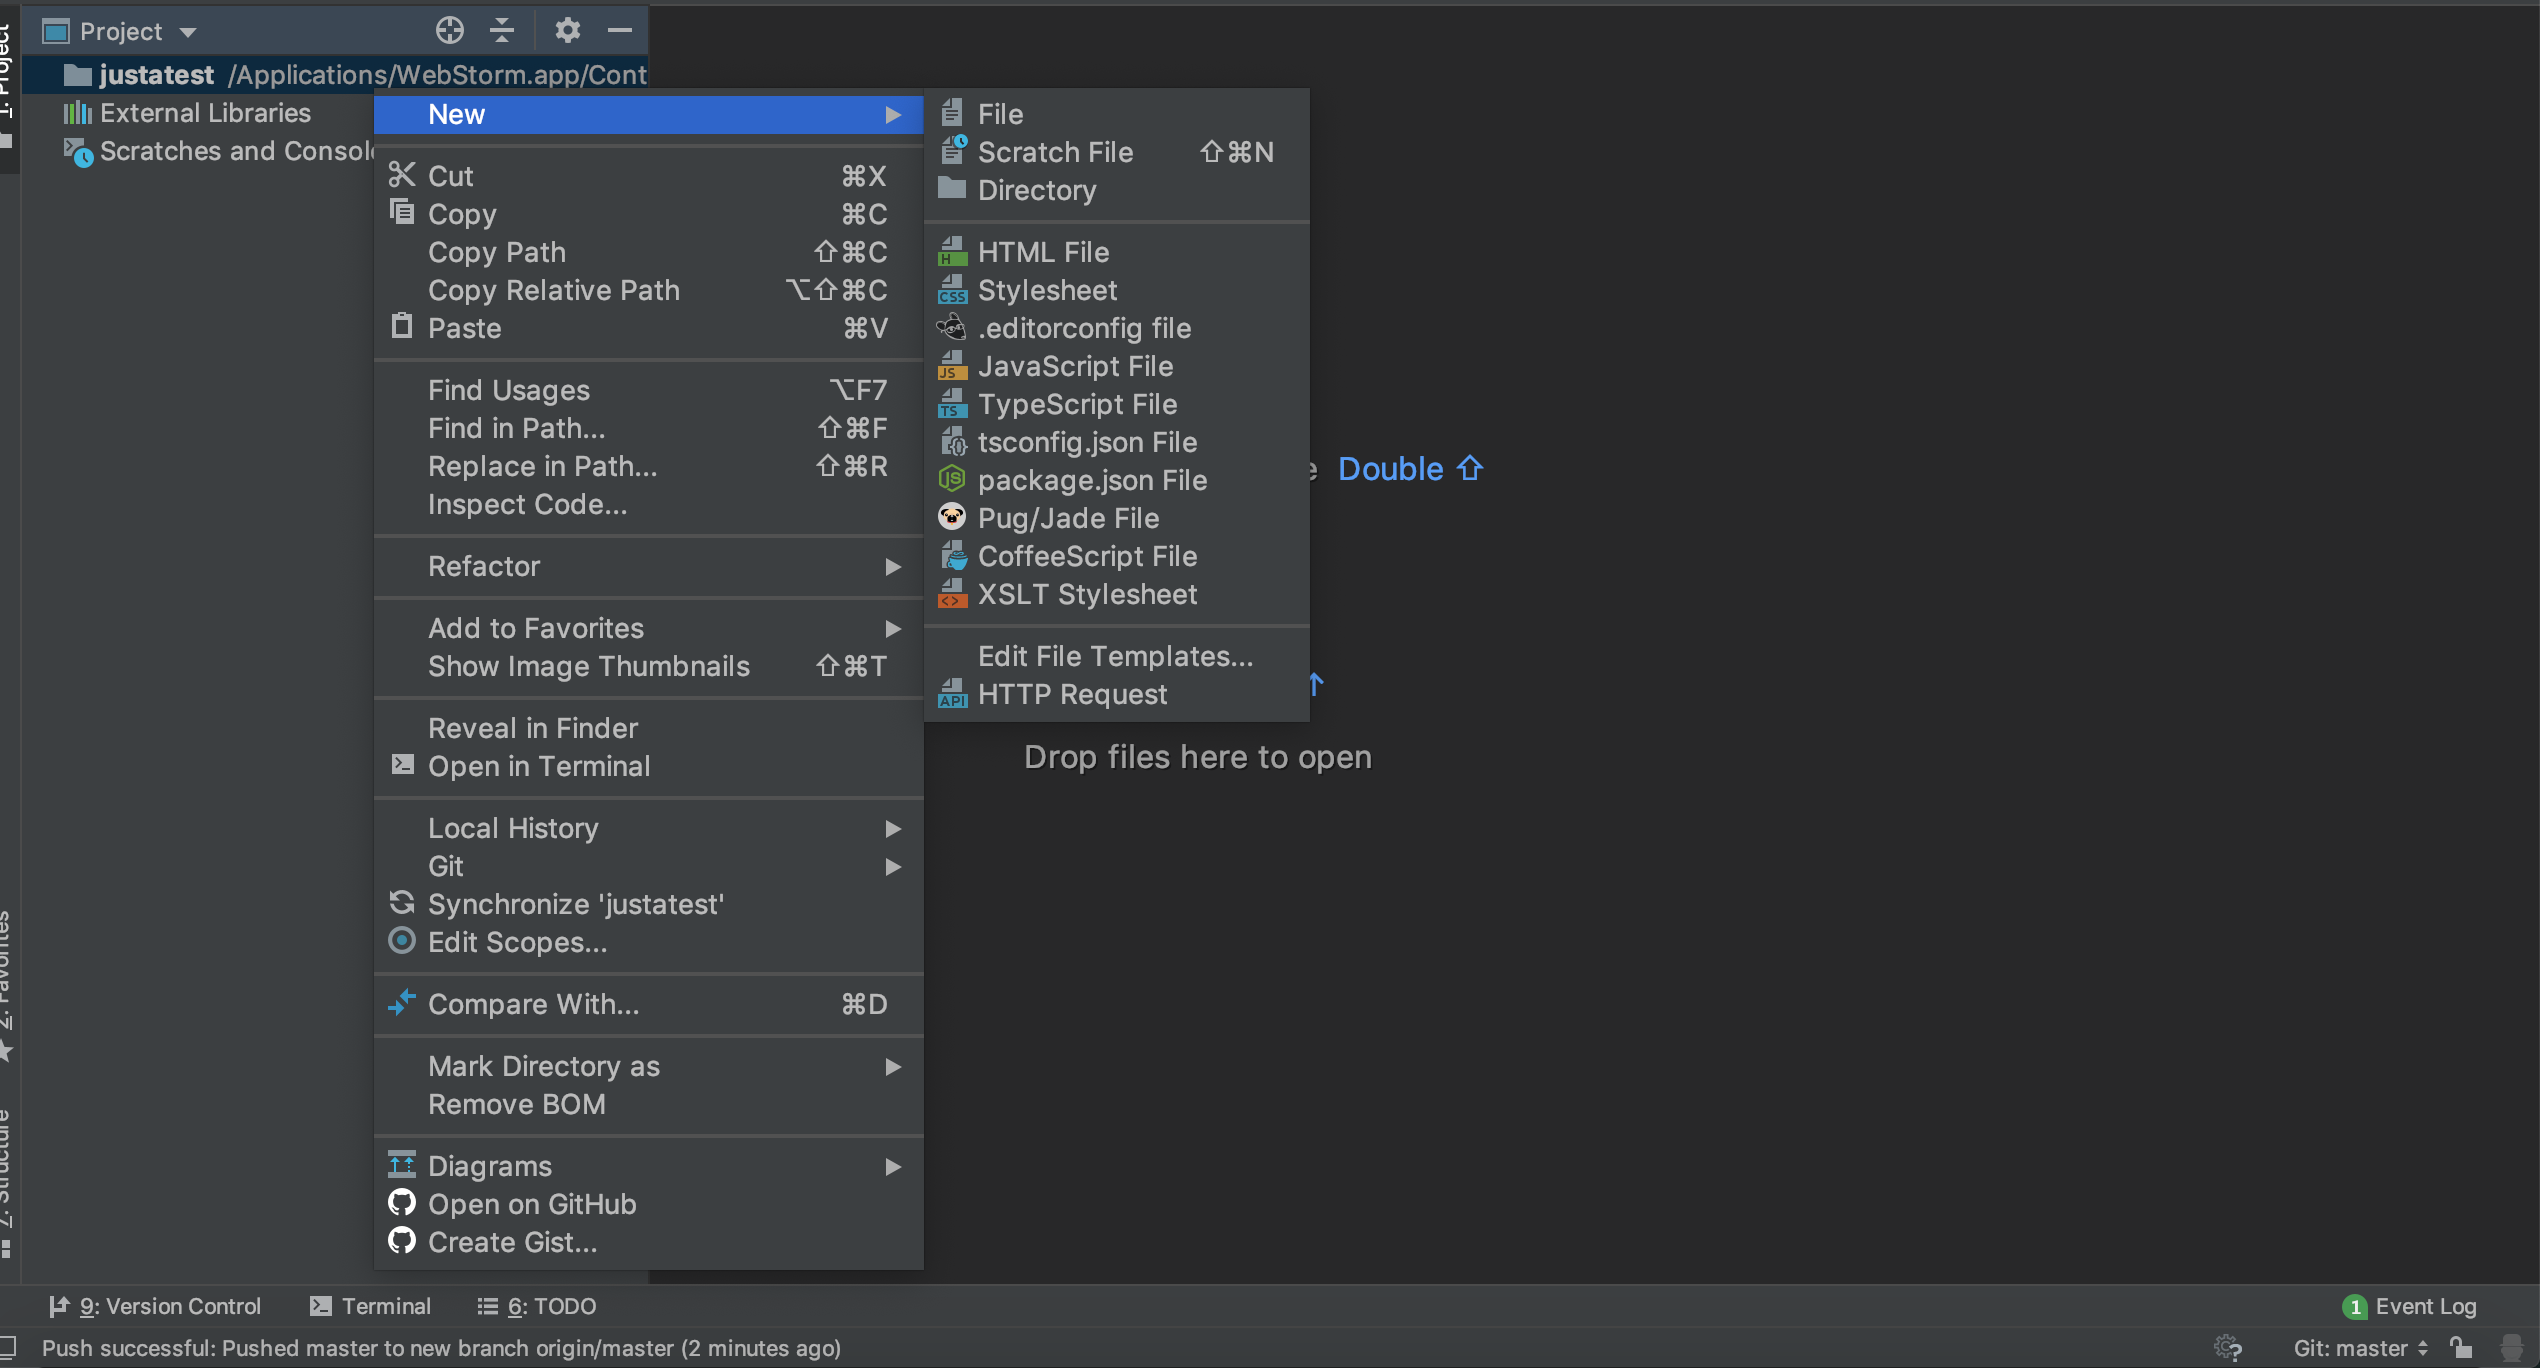 Project
justatest /Applications/WebStorm.app/Cont
External Libraries
Scratches and Consol
1: Project
2: Favorites
7: Structure
New
Cut ⌘X
Copy ⌘C
Copy Path ⇧⌘C
Copy Relative Path ⌥⇧⌘C
Paste ⌘V
Find Usages ⌥F7
Find in Path... ⇧⌘F
Replace in Path... ⇧⌘R
Inspect Code...
Refactor
Add to Favorites
Show Image Thumbnails ⇧⌘T
Reveal in Finder
Open in Terminal
Local History
Git
Synchronize 'justatest'
Edit Scopes...
Compare With... ⌘D
Mark Directory as
Remove BOM
Diagrams
Open on GitHub
Create Gist...
File
Scratch File ⇧⌘N
Directory
H HTML File
CSS Stylesheet
.editorconfig file
JS JavaScript File
TS TypeScript File
tsconfig.json File
JS package.json File
Pug/Jade File
CoffeeScript File
<> XSLT Stylesheet
Edit File Templates...
API HTTP Request
Double ⇧
Drop files here to open
9: Version Control Terminal 6: TODO
1 Event Log
Push successful: Pushed master to new branch origin/master (2 minutes ago)
Git: master